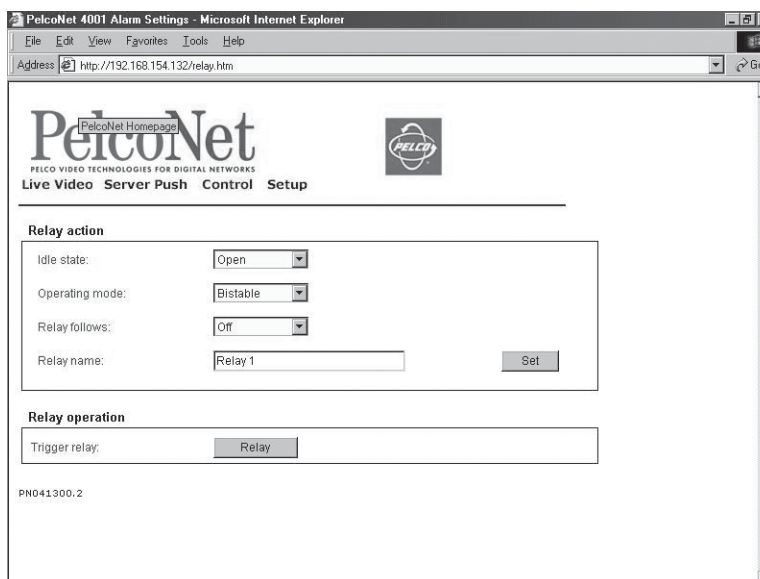 PelcoNet 4001 Alarm Settings - Microsoft Internet Explorer
File Edit View Favorites Tools Help
Address http://192.168.154.132/relay.htm
PelcoNet
PelcoNet Homepage
PELCO
PELCO VIDEO TECHNOLOGIES FOR DIGITAL NETWORKS
Live Video Server Push Control Setup
Relay action
Idle state: Open
Operating mode: Bistable
Relay follows: Off
Relay name: Relay 1 Set
Relay operation
Trigger relay: Relay
PN041300.2